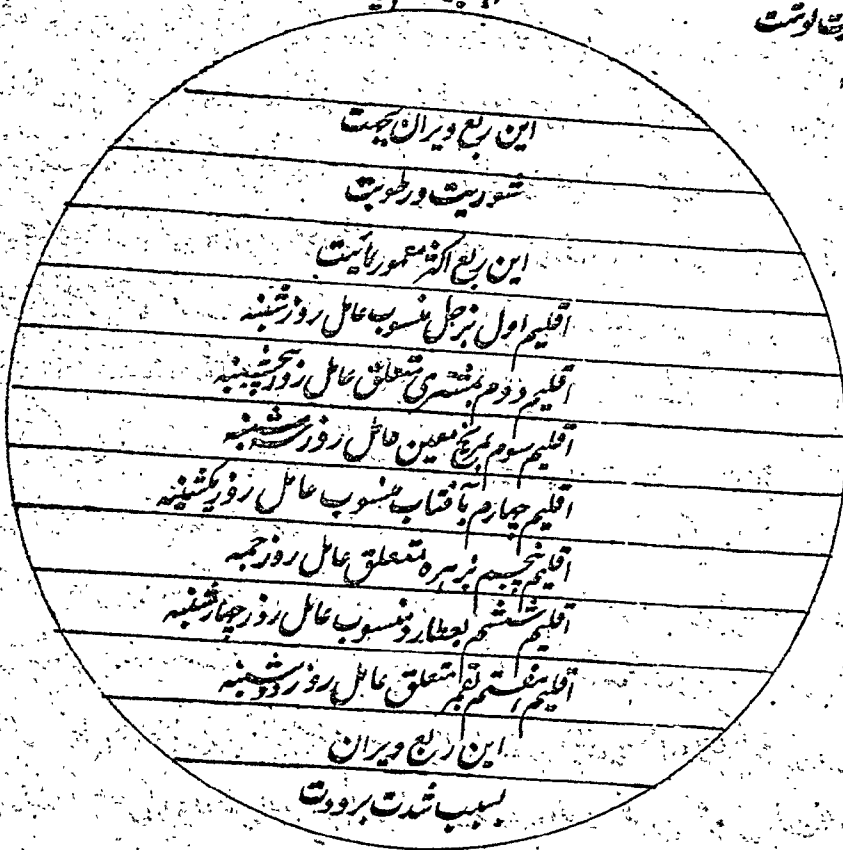 این ربع ویران بجهت
شوریت ورطوبت
این ربع اکثر معمور یافت
اقلیم اول بزحل منسوب عامل روز شنبه
اقلیم دوم بمشتری متعلق عامل روز پنجشنبه
اقلیم سوم بمریخ معین عامل روز سه شنبه
اقلیم چهارم بآفتاب منسوب عامل روز یکشنبه
اقلیم پنجم بزهره متعلق عامل روز جمعه
اقلیم ششم بعطارد منسوب عامل روز چهارشنبه
اقلیم هفتم بقمر متعلق عامل روز دوشنبه
این ربع ویران
بسبب شدت برودت